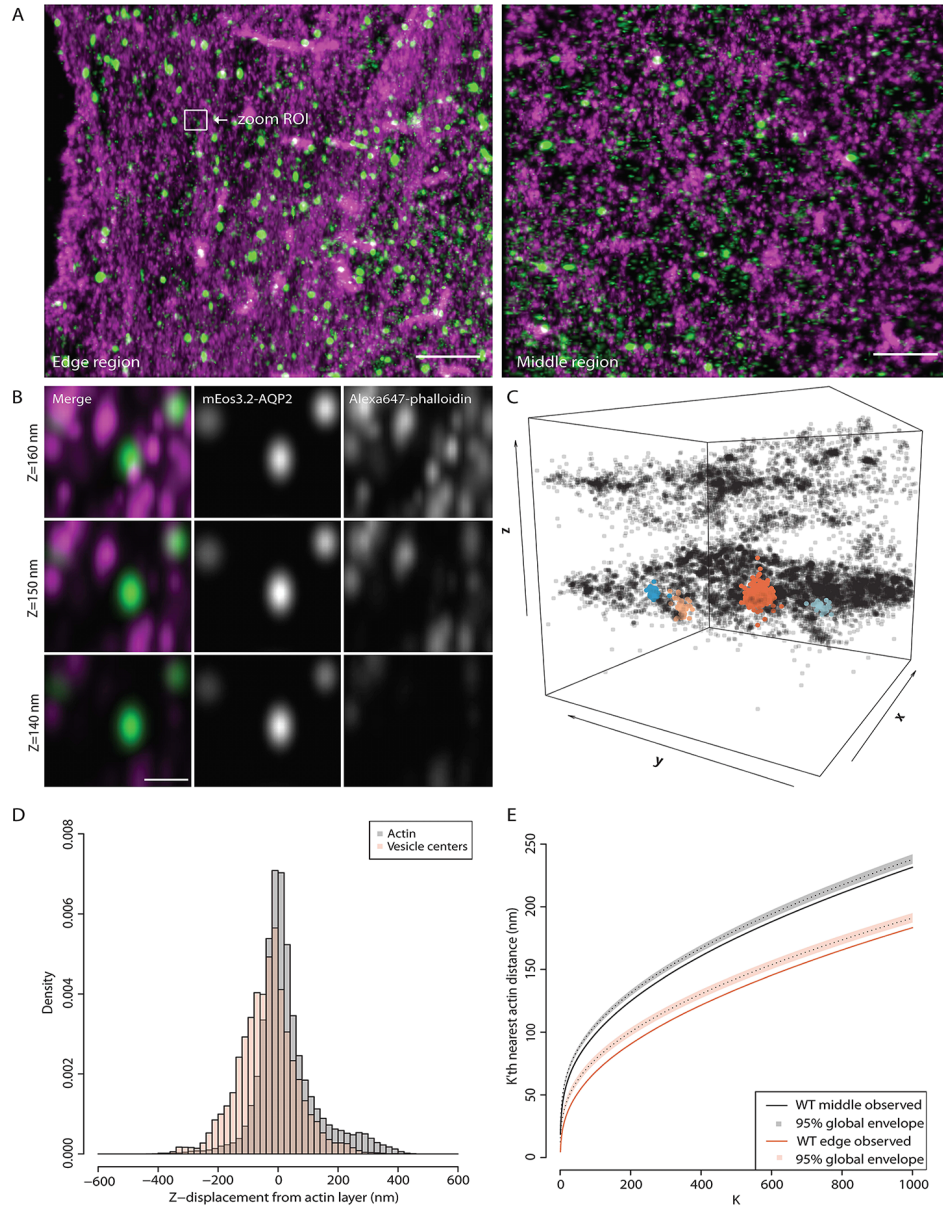 A
← zoom ROI
Edge region
Middle region
B
Merge
mEos3.2-AQP2
Alexa647-phalloidin
Z=160 nm
Z=150 nm
Z=140 nm
C
z
y
x
D
Actin
Vesicle centers
Density
0.008
0.006
0.004
0.002
0.000
−600
−400
−200
0
200
400
600
Z−displacement from actin layer (nm)
E
K'th nearest actin distance (nm)
250
200
150
100
50
0
WT middle observed
95% global envelope
WT edge observed
95% global envelope
0
200
400
600
800
1000
K